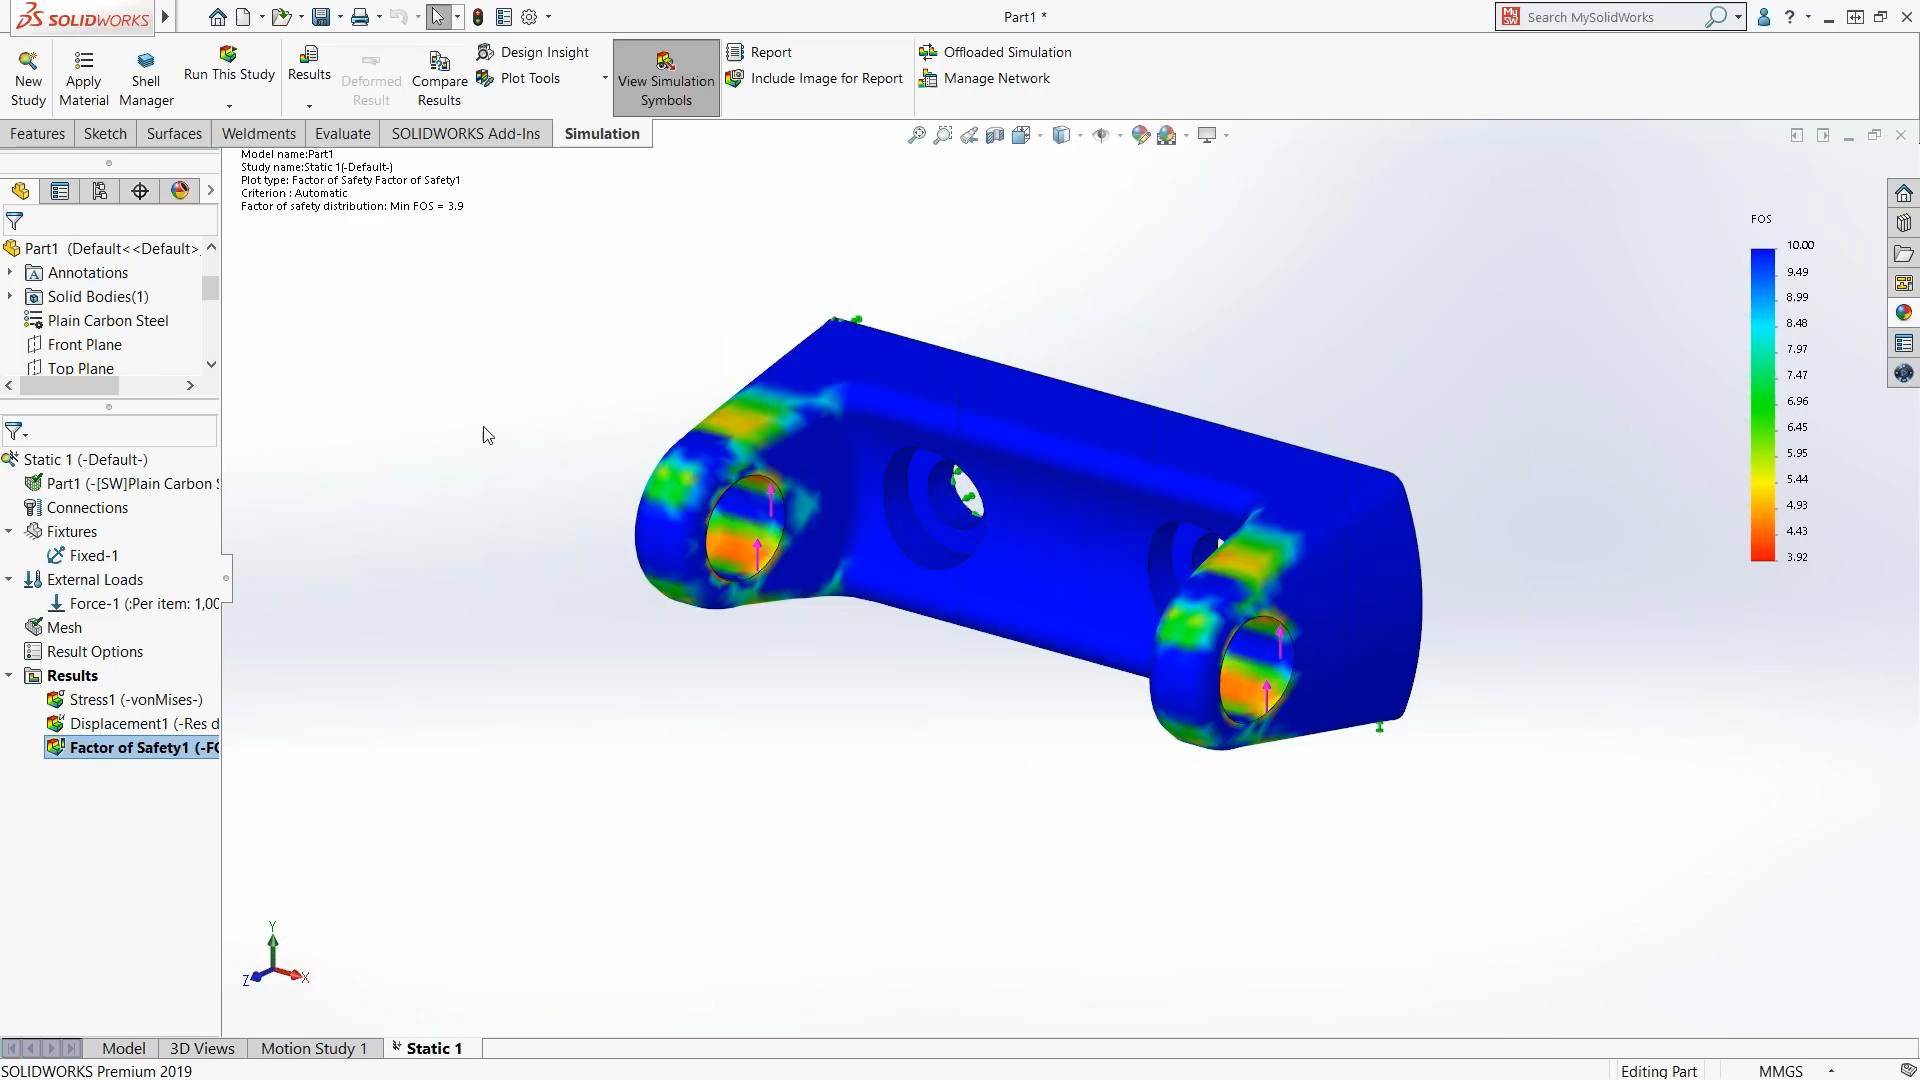 SOLIDWORKS
Part1 *
Search MySolidWorks
New Study
Apply Material
Shell Manager
Run This Study
Results
Deformed Result
Compare Results
Design Insight
Plot Tools
View Simulation Symbols
Report
Include Image for Report
Offloaded Simulation
Manage Network
Features
Sketch
Surfaces
Weldments
Evaluate
SOLIDWORKS Add-Ins
Simulation
Model name:Part1
Study name:Static 1(-Default-)
Plot type: Factor of Safety Factor of Safety1
Criterion : Automatic
Factor of safety distribution: Min FOS = 3.9
Part1 (Default<<Default>
Annotations
Solid Bodies(1)
Plain Carbon Steel
Front Plane
Top Plane
Static 1 (-Default-)
Part1 (-[SW]Plain Carbon S
Connections
Fixtures
Fixed-1
External Loads
Force-1 (:Per item: 1,00
Mesh
Result Options
Results
Stress1 (-vonMises-)
Displacement1 (-Res d
Factor of Safety1 (-FO
FOS
10.00
9.49
8.99
8.48
7.97
7.47
6.96
6.45
5.95
5.44
4.93
4.43
3.92
Y
Z
X
Model
3D Views
Motion Study 1
Static 1
SOLIDWORKS Premium 2019
Editing Part
MMGS